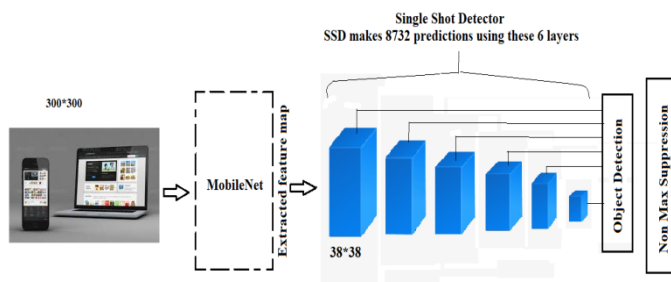 Single Shot Detector
SSD makes 8732 predictions using these 6 layers
300*300
MobileNet
Extracted feature map
38*38
Object Detection
Non Max Suppression